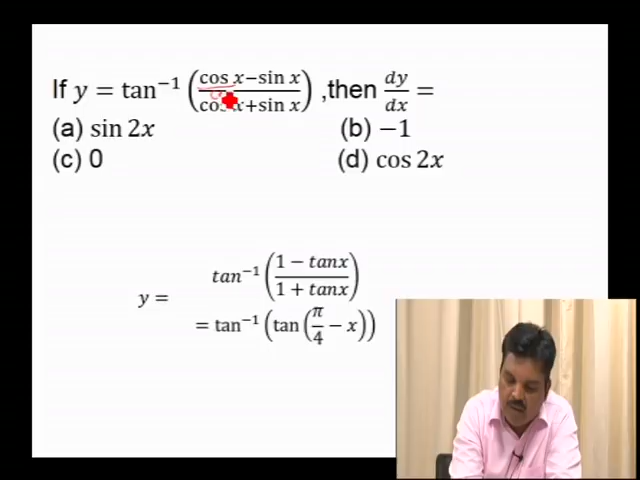 If y = tan⁻¹ (cos x−sin x / cos x+sin x) ,then dy/dx =
(a) sin 2x (b) −1
(c) 0 (d) cos 2x
y = tan⁻¹ (1 − tanx / 1 + tanx)
= tan⁻¹ (tan (π/4 − x))